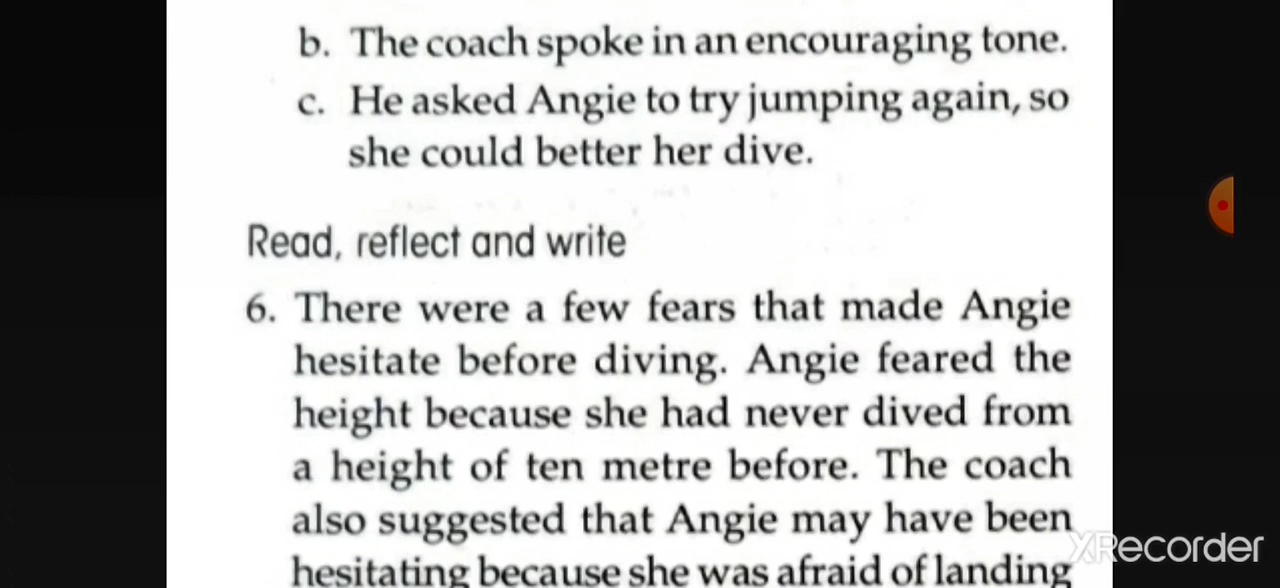 b. The coach spoke in an encouraging tone.
c. He asked Angie to try jumping again, so
she could better her dive.
Read, reflect and write
6. There were a few fears that made Angie
hesitate before diving. Angie feared the
height because she had never dived from
a height of ten metre before. The coach
also suggested that Angie may have been
hesitating because she was afraid of landing
XRecorder